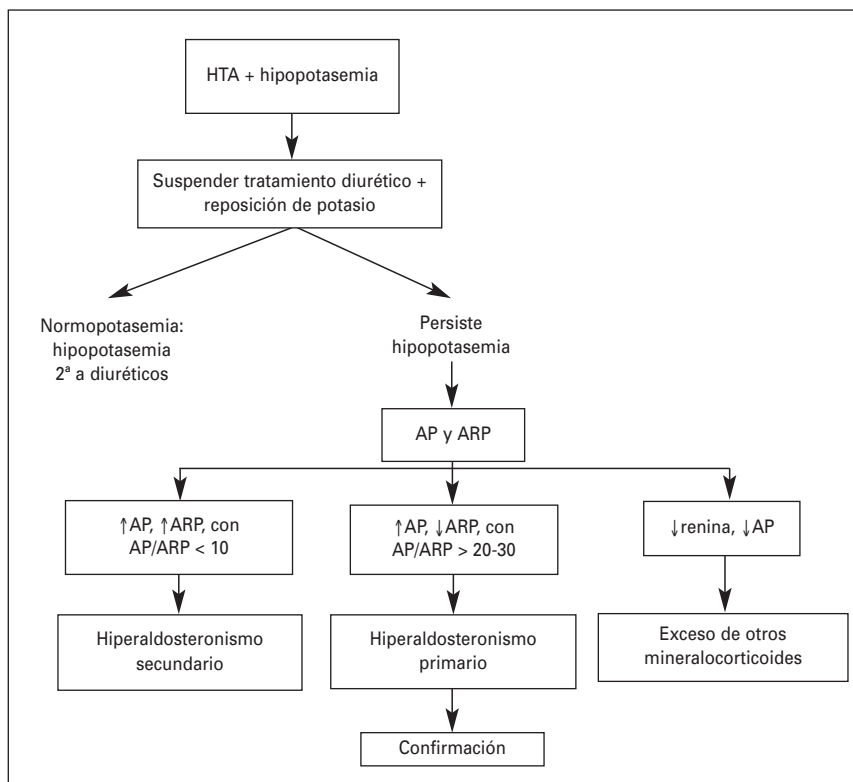 HTA + hipopotasemia
Suspender tratamiento diurético +
reposición de potasio
Normopotasemia:
hipopotasemia
2ª a diuréticos
Persiste
hipopotasemia
AP y ARP
↑AP, ↑ARP, con
AP/ARP < 10
↑AP, ↓ARP, con
AP/ARP > 20-30
↓renina, ↓AP
Hiperaldosteronismo
secundario
Hiperaldosteronismo
primario
Exceso de otros
mineralocorticoides
Confirmación